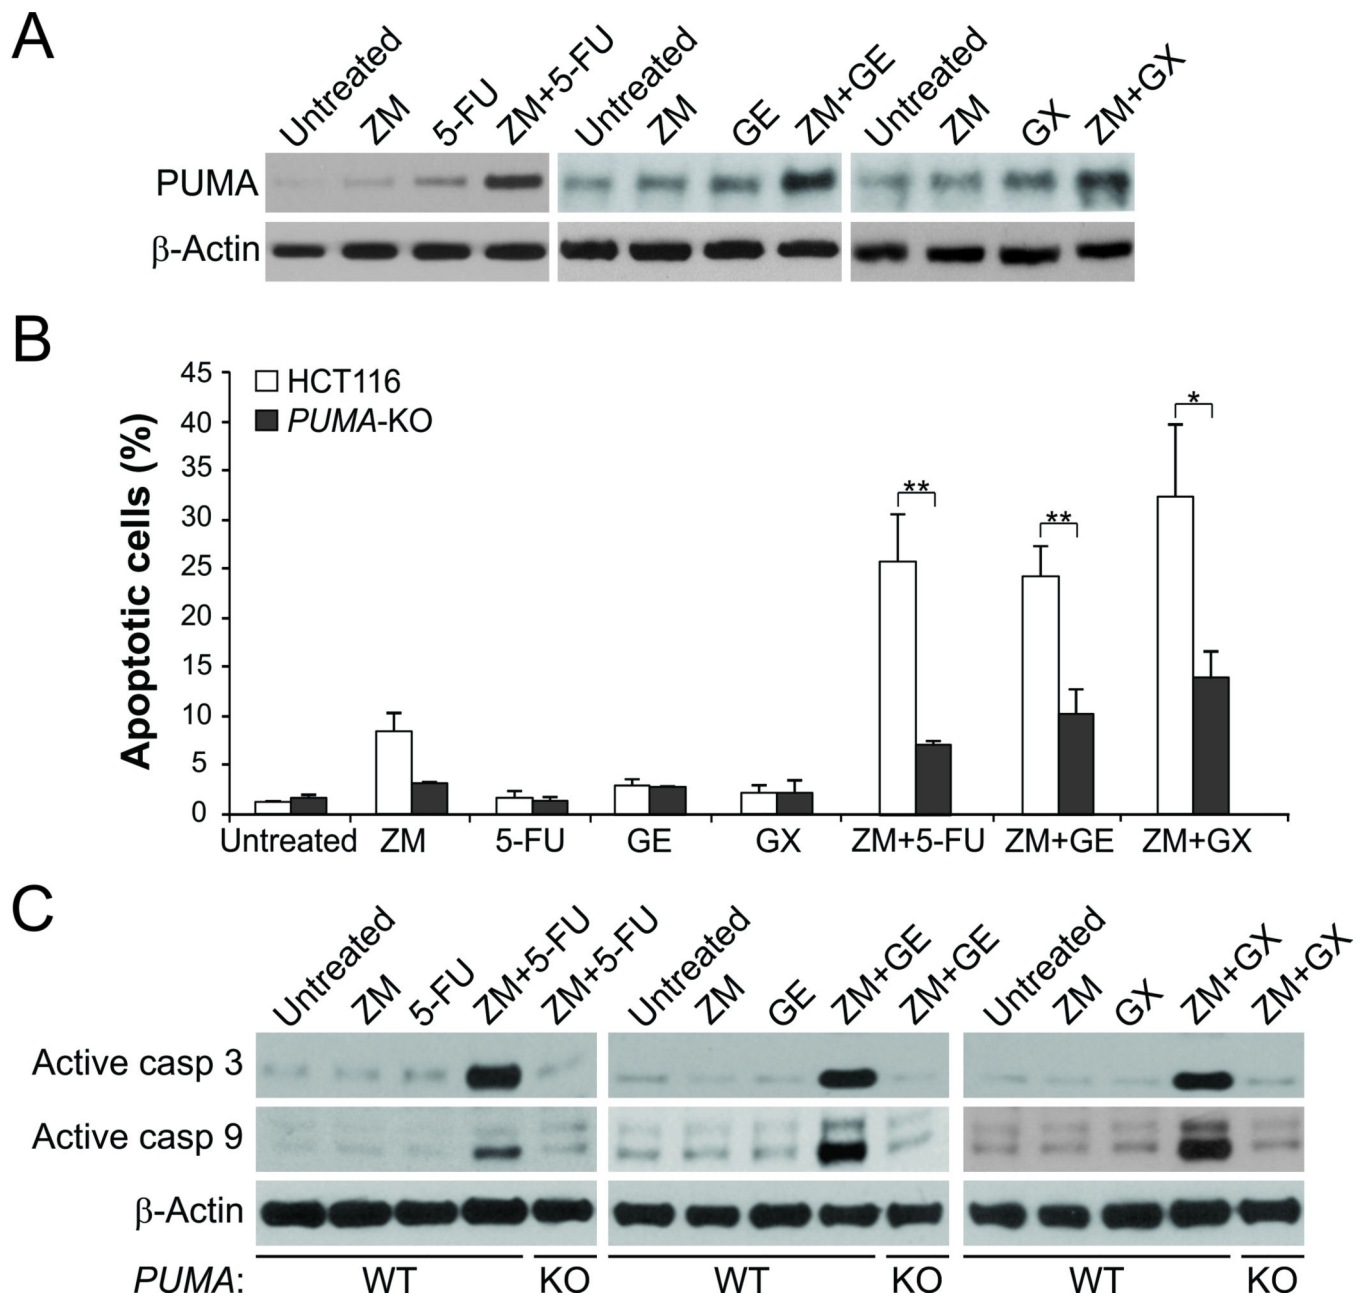 A
Untreated ZM 5-FU ZM+5-FU Untreated ZM GE ZM+GE Untreated ZM GX ZM+GX
PUMA
β-Actin
B
45
40
35
30
25
20
15
10
5
0
Apoptotic cells (%)
HCT116
PUMA-KO
** ** *
Untreated ZM 5-FU GE GX ZM+5-FU ZM+GE ZM+GX
C
Untreated ZM 5-FU ZM+5-FU ZM+5-FU Untreated ZM GE ZM+GE ZM+GE Untreated ZM GX ZM+GX ZM+GX
Active casp 3
Active casp 9
β-Actin
PUMA: WT KO WT KO WT KO